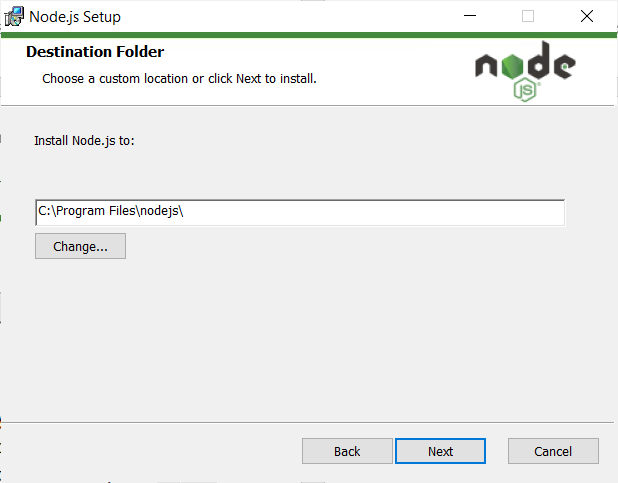 Node.js Setup
Destination Folder
Choose a custom location or click Next to install.
node
JS
Install Node.js to:
C:\Program Files\nodejs\
Change...
Back
Next
Cancel